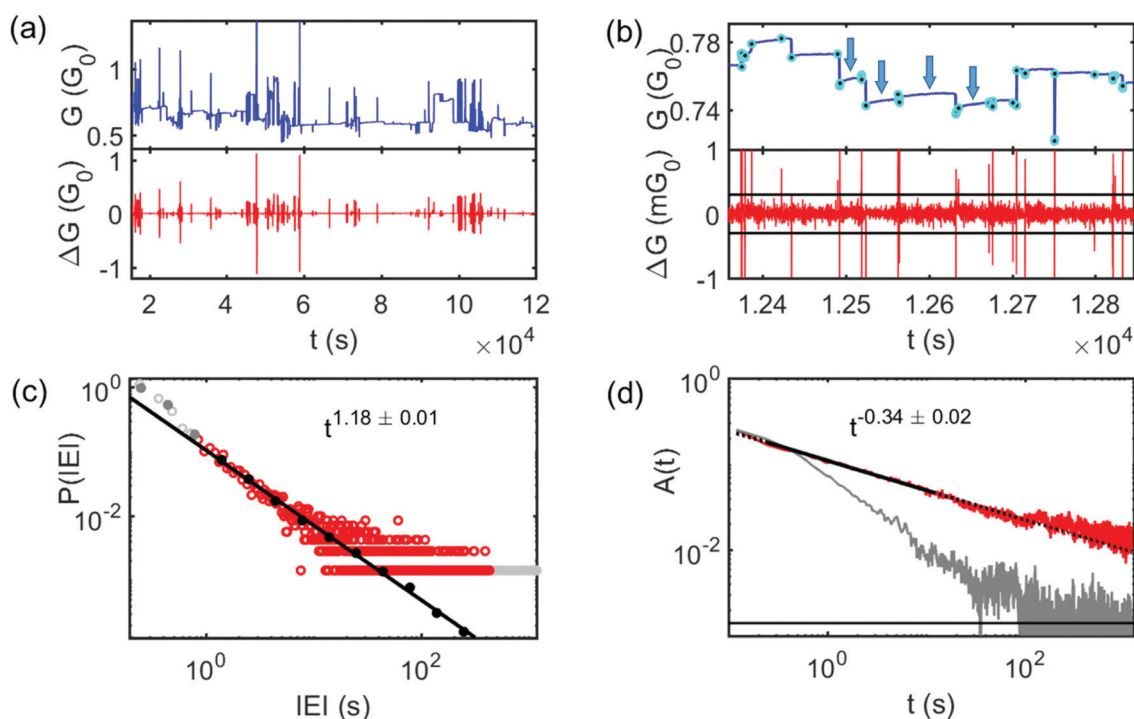 (a)
G (G0)
1
0.5
ΔG (G0)
1
0
-1
2 4 6 8 10 12
t (s)
×10^4
(b)
G (G0)
0.78
0.74
ΔG (mG0)
1
0
-1
1.24 1.25 1.26 1.27 1.28
t (s)
×10^4
(c)
t^1.18 ± 0.01
P(IEI)
10^0
10^-2
10^0 10^2
IEI (s)
(d)
t^-0.34 ± 0.02
A(t)
10^0
10^-2
10^0 10^2
t (s)